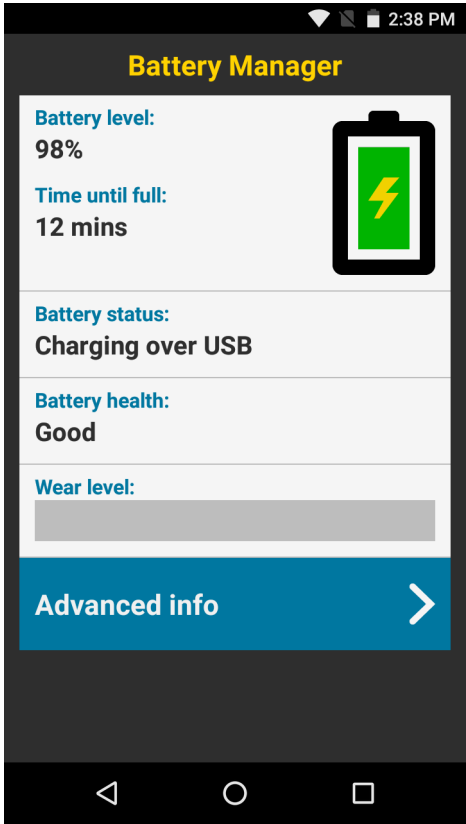 2:38 PM
Battery Manager
Battery level:
98%
Time until full:
12 mins
Battery status:
Charging over USB
Battery health:
Good
Wear level:
Advanced info